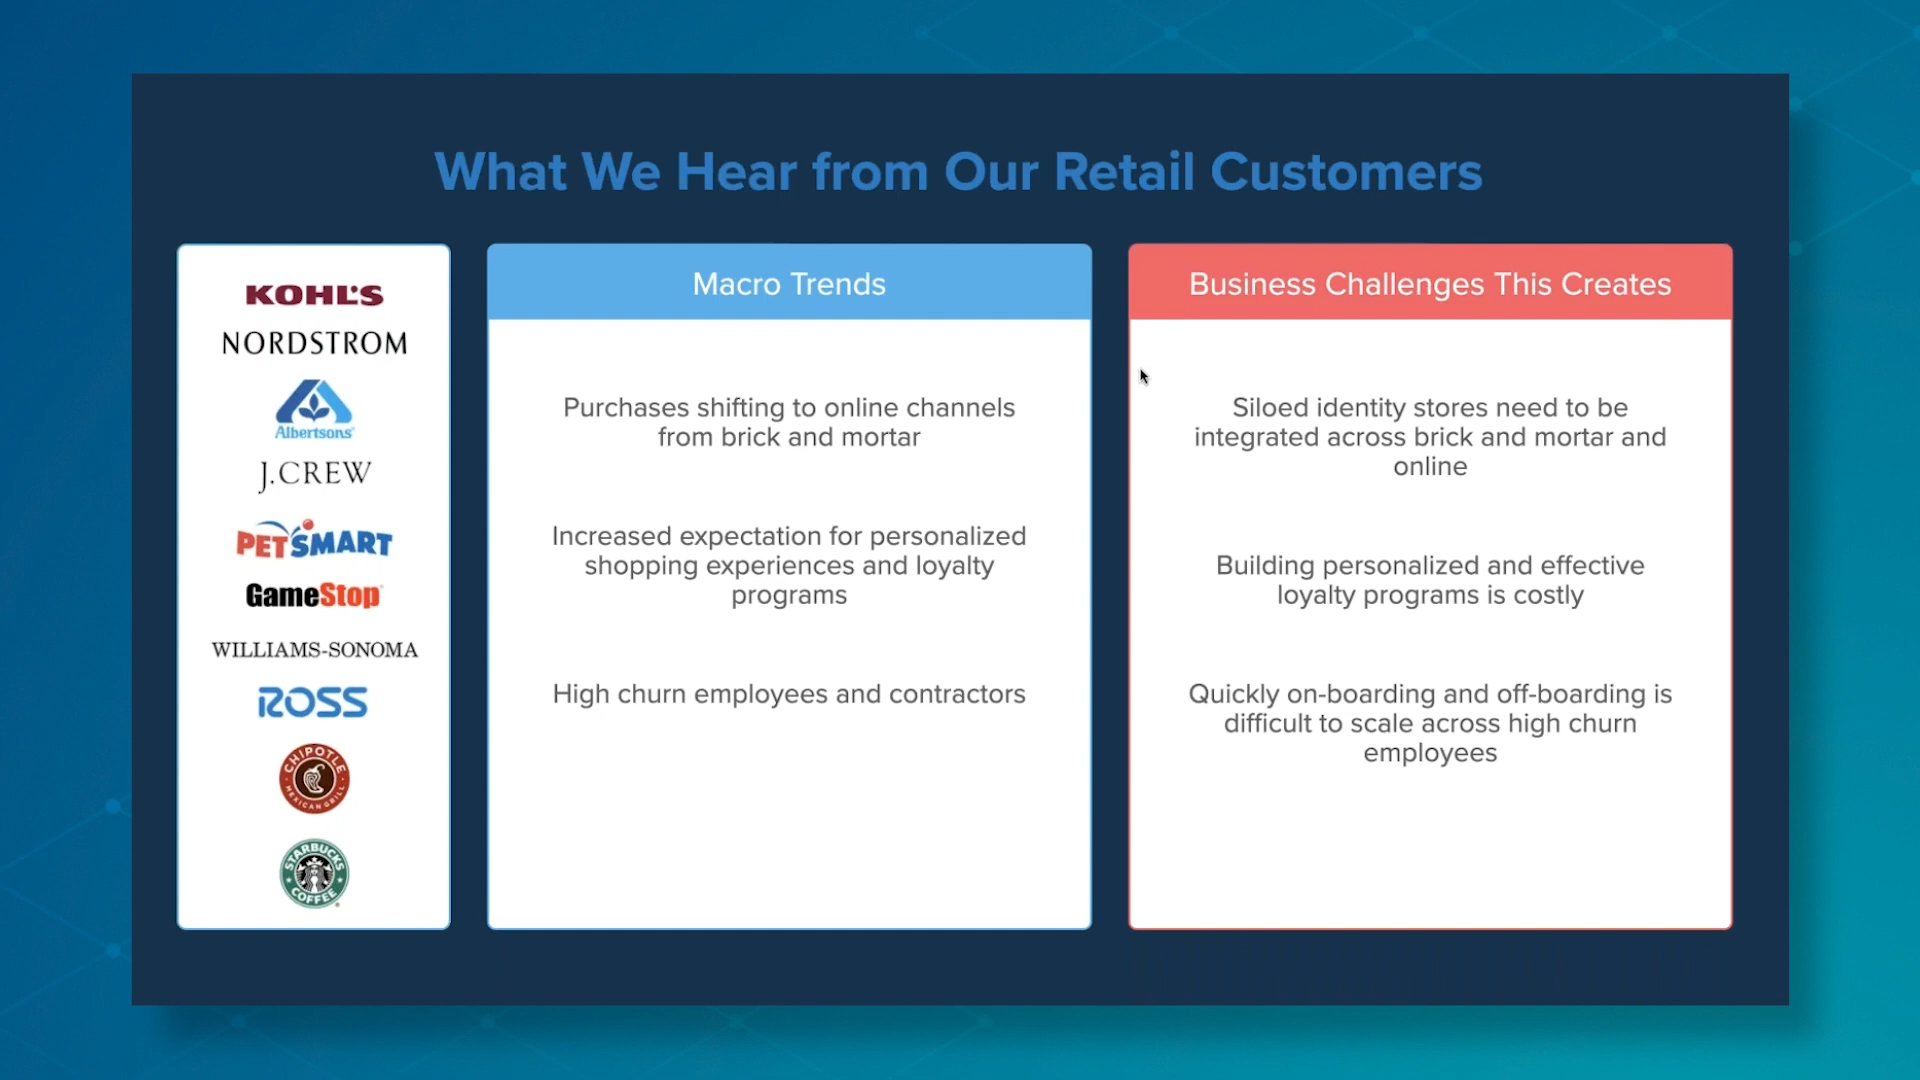 What We Hear from Our Retail Customers
KOHL'S
NORDSTROM
Albertsons
J.CREW
PETSMART
GameStop
WILLIAMS-SONOMA
ROSS
CHIPOTLE
MEXICAN GRILL
STARBUCKS
COFFEE
Macro Trends
Purchases shifting to online channels
from brick and mortar
Increased expectation for personalized
shopping experiences and loyalty
programs
High churn employees and contractors
Business Challenges This Creates
Siloed identity stores need to be
integrated across brick and mortar and
online
Building personalized and effective
loyalty programs is costly
Quickly on-boarding and off-boarding is
difficult to scale across high churn
employees